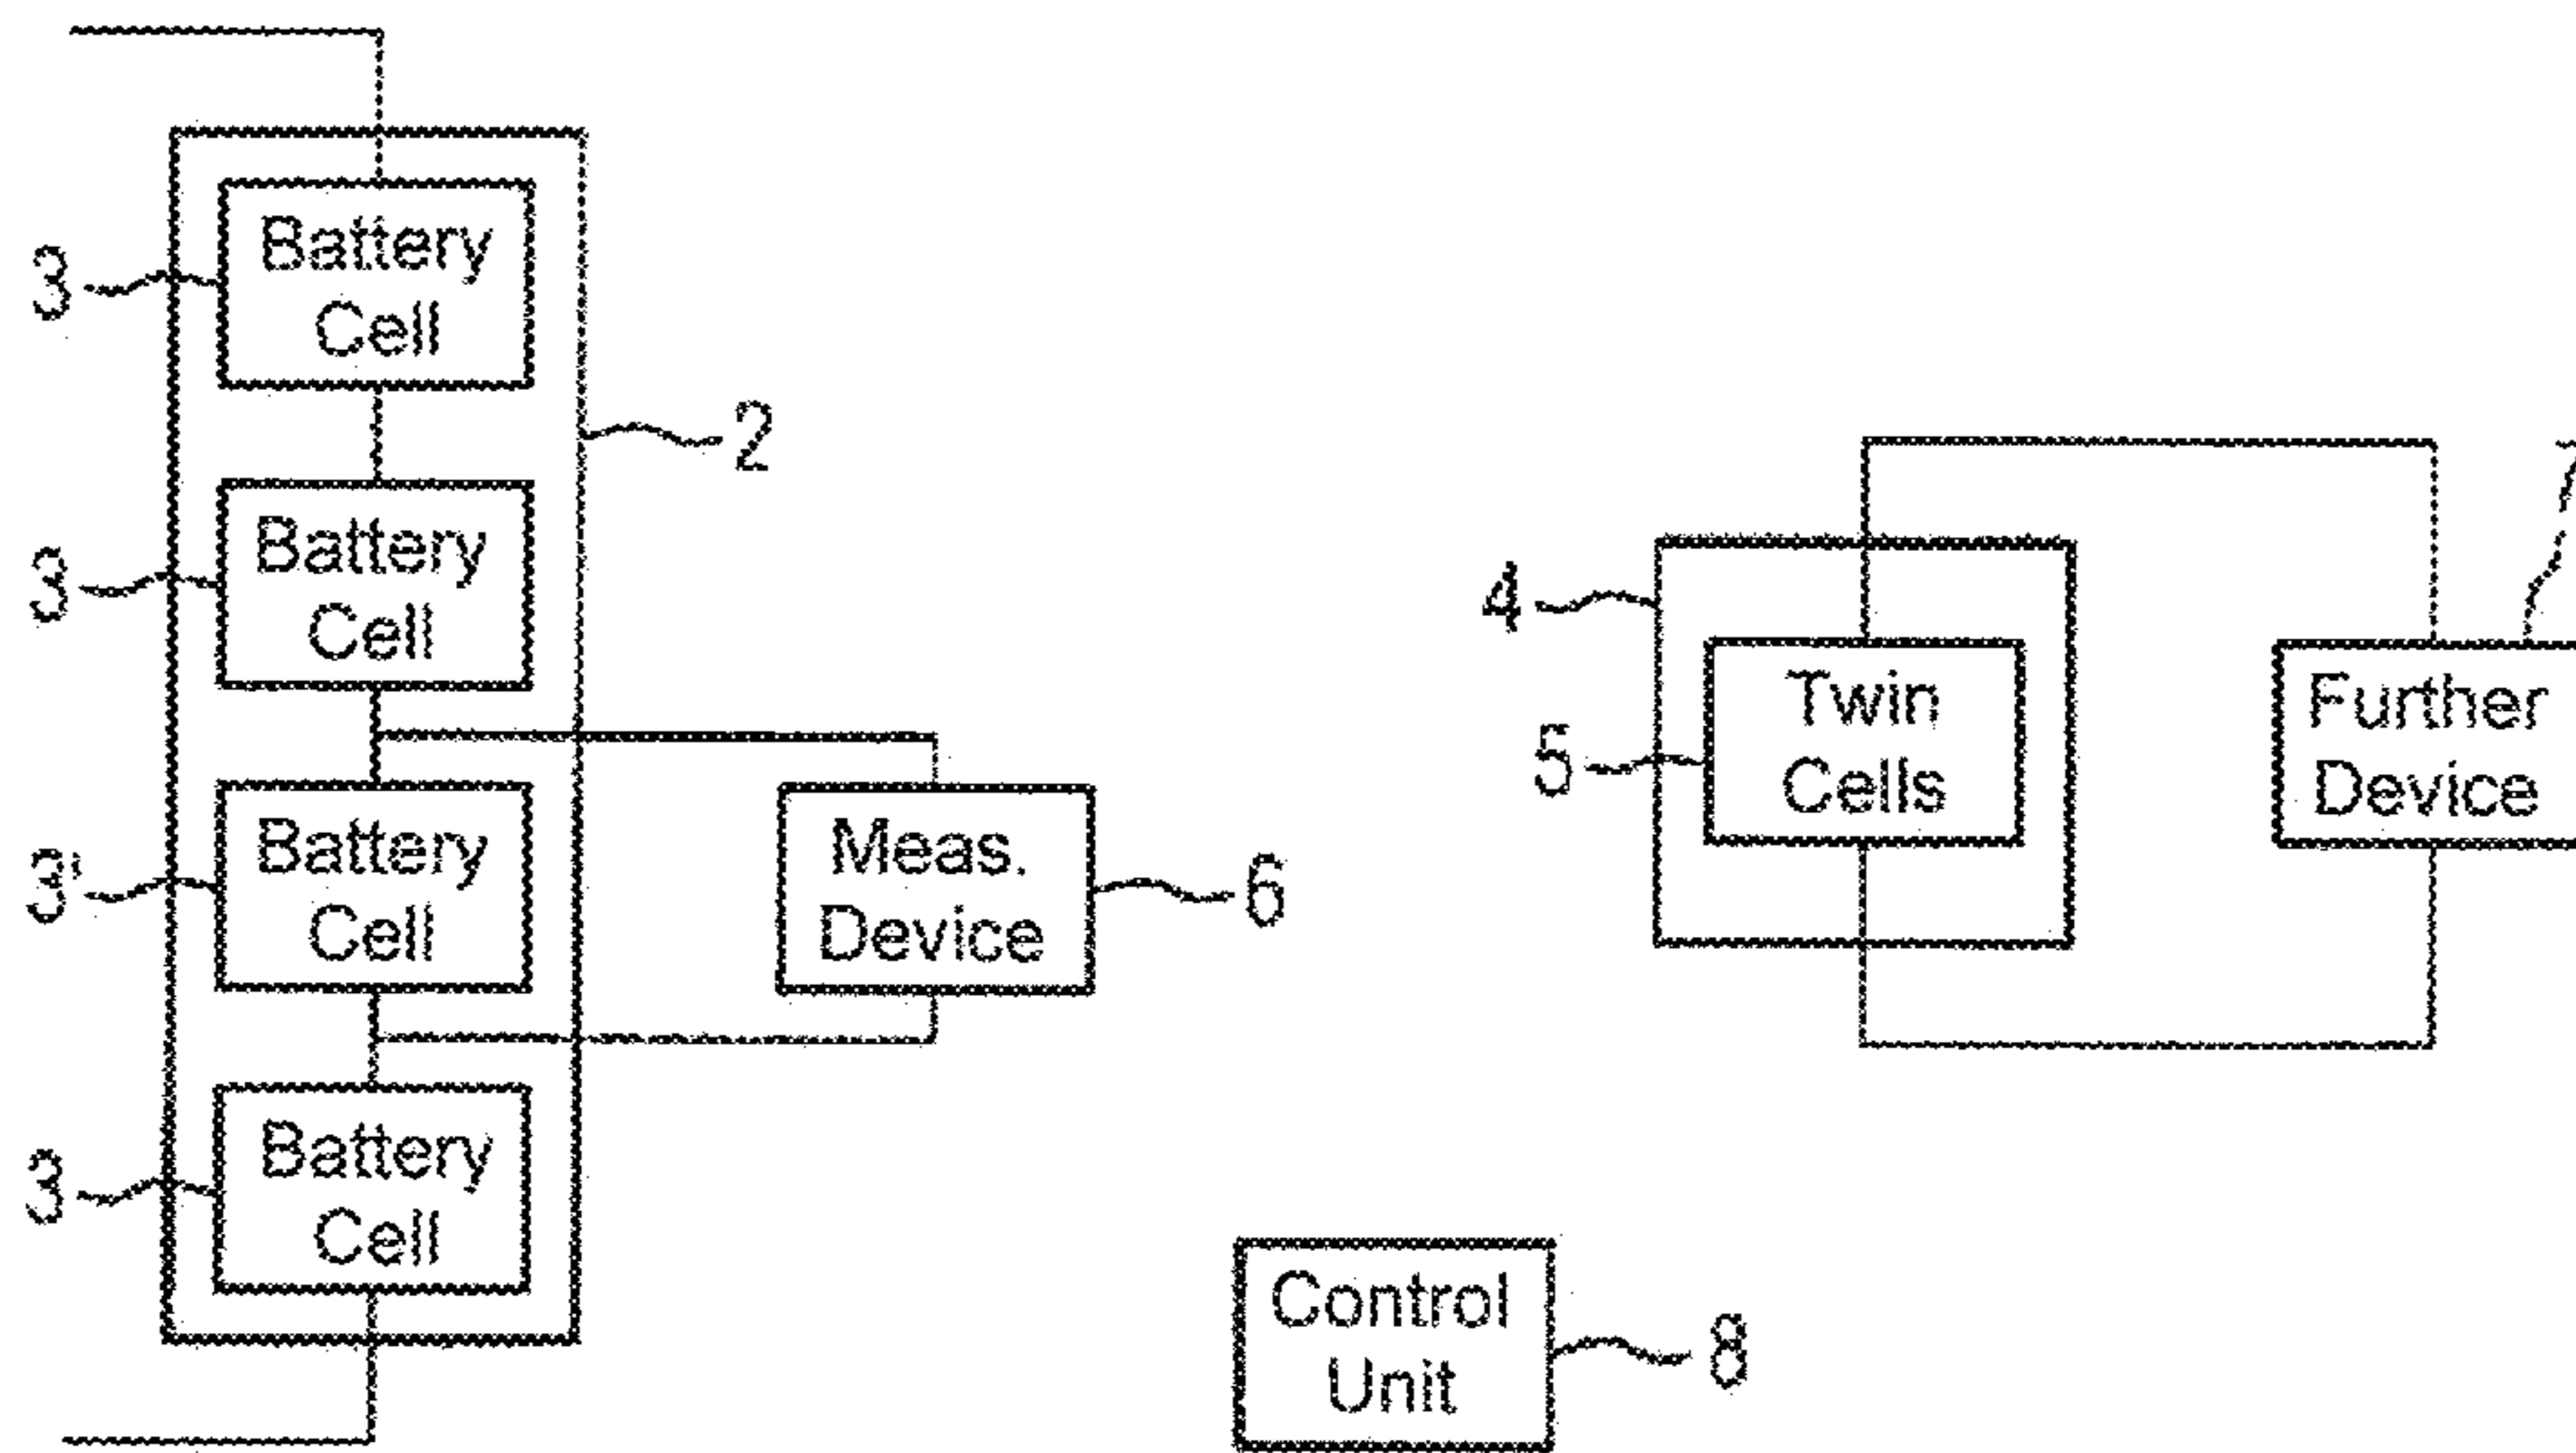 3
Battery
Cell
2
3
Battery
Cell
3'
Battery
Cell
Meas.
Device
6
3
Battery
Cell
4
5
Twin
Cells
7
Further
Device
Control
Unit
8